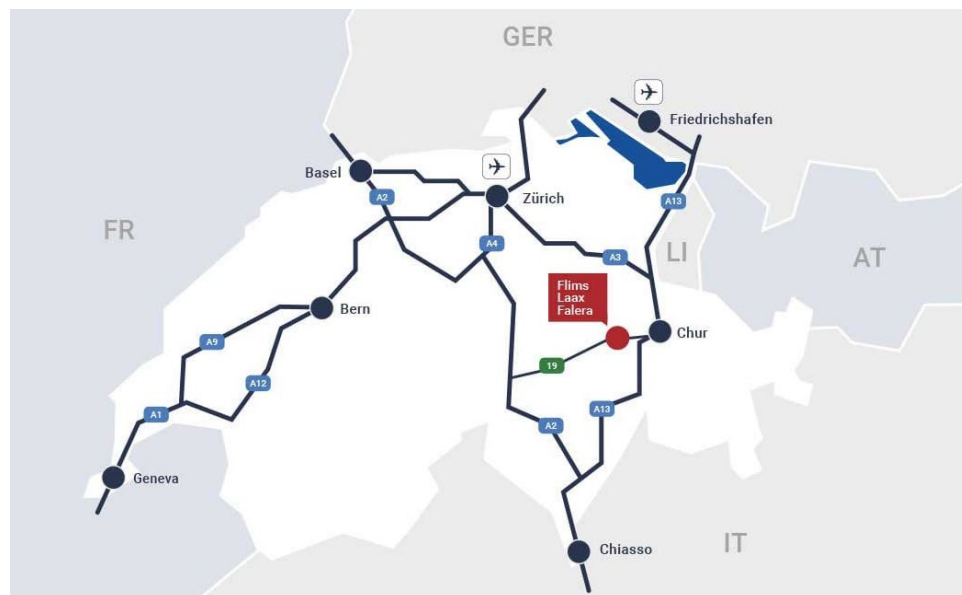 GER
Friedrichshafen
Basel
A2
Zürich
A13
FR
A4
A3
LI
AT
Flims
Laax
Falera
Bern
Chur
A9
19
A12
A1
A2
A13
Geneva
Chiasso
IT